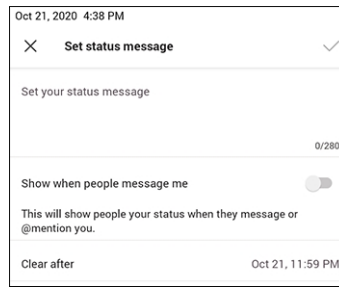 Oct 21, 2020 4:38 PM
Set status message
Set your status message
0/280
Show when people message me
This will show people your status when they message or
@mention you.
Clear after Oct 21, 11:59 PM